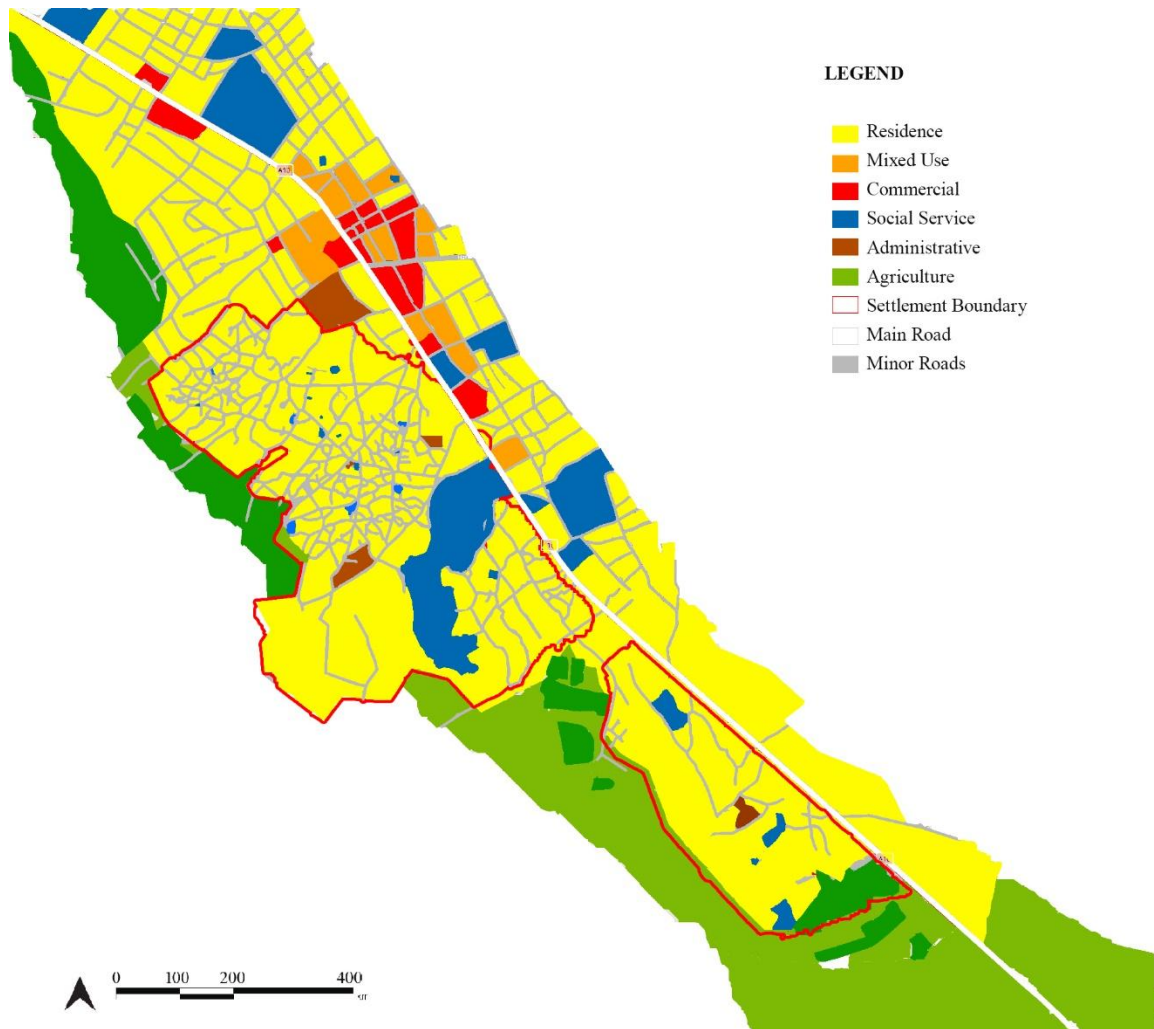 LEGEND
Residence
Mixed Use
Commercial
Social Service
Administrative
Agriculture
Settlement Boundary
Main Road
Minor Roads
0 100 200 400